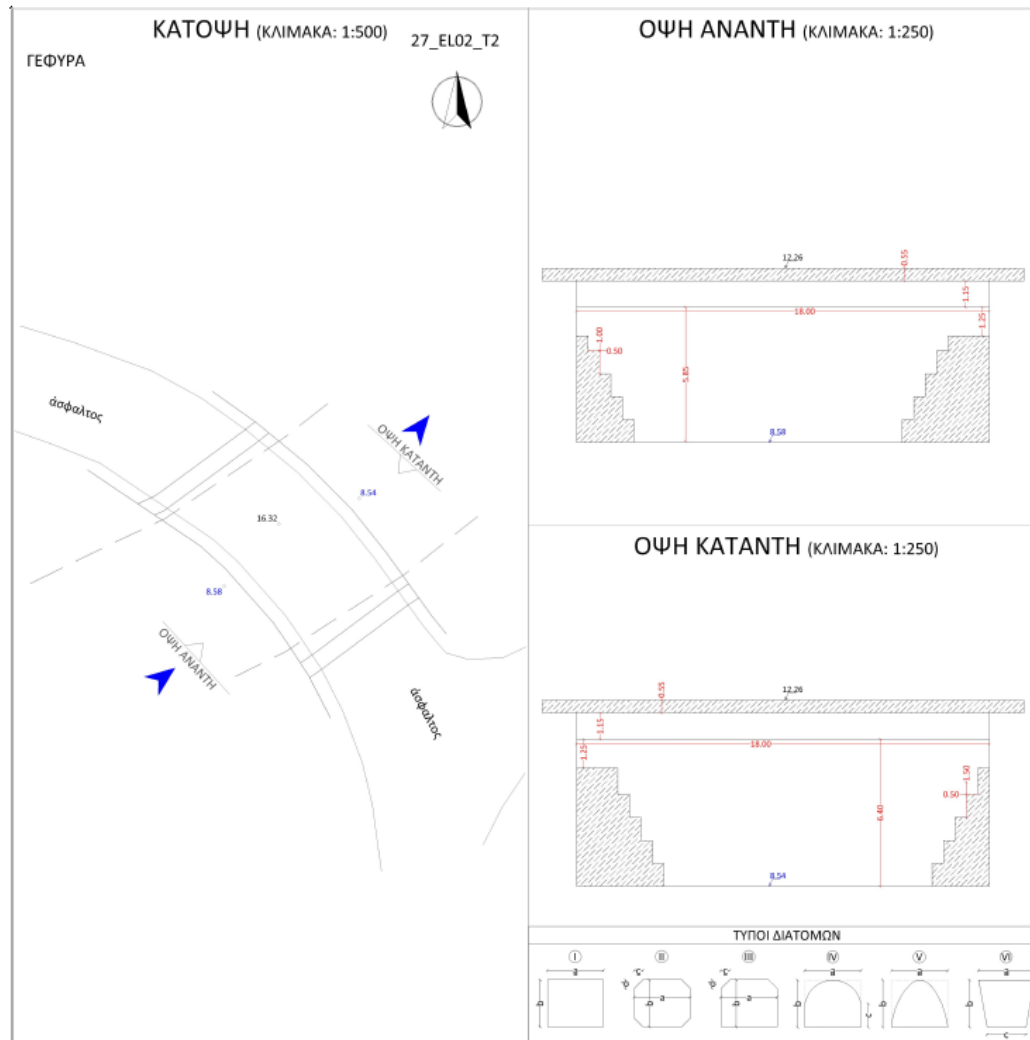 ΚΑΤΟΨΗ (ΚΛΙΜΑΚΑ: 1:500)
27_EL02_T2
ΓΕΦΥΡΑ
άσφαλτος
ΟΨΗ ΚΑΤΑΝΤΗ
8.54
16.32
8.58
ΟΨΗ ΑΝΑΝΤΗ
άσφαλτος
ΟΨΗ ΑΝΑΝΤΗ (ΚΛΙΜΑΚΑ: 1:250)
12.26
0.55
1.15
18.00
1.25
1.00
0.50
5.85
8.58
ΟΨΗ ΚΑΤΑΝΤΗ (ΚΛΙΜΑΚΑ: 1:250)
0.55
12.26
1.15
18.00
1.25
1.50
0.50
6.40
8.54
ΤΥΠΟΙ ΔΙΑΤΟΜΩΝ
I II III IV V VI
a b
c d a b
c d a b
a b c
a b
a b c